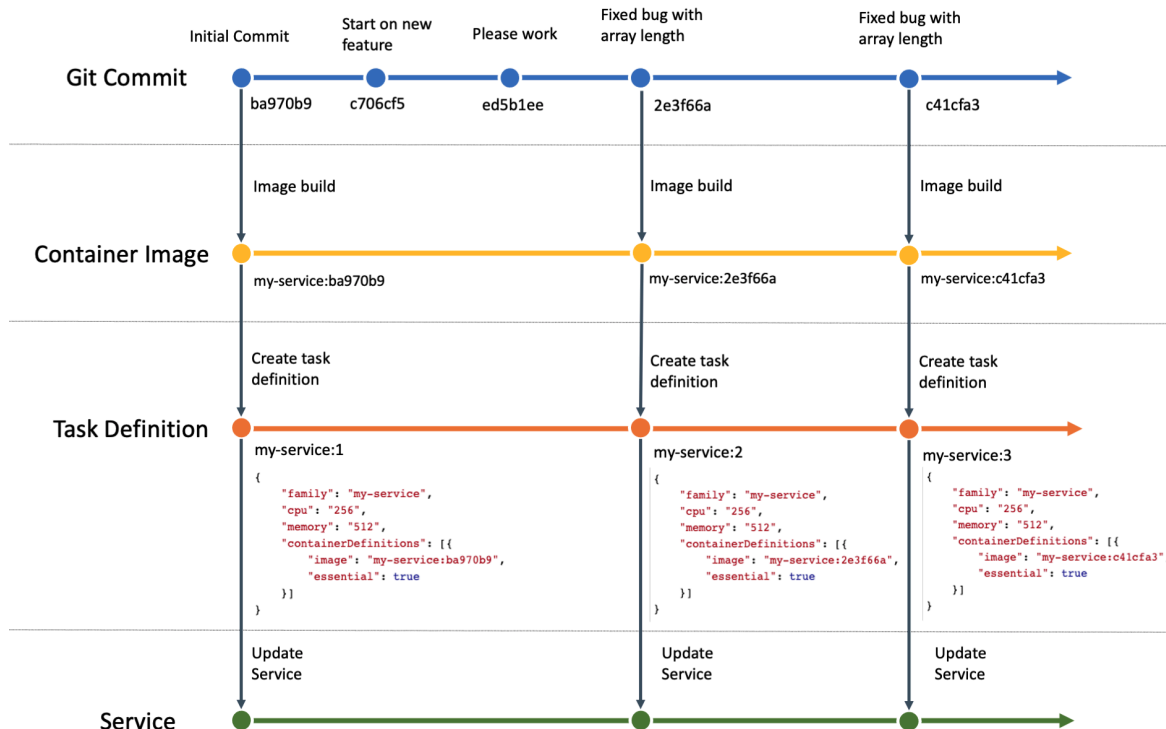 Initial Commit
Start on new
feature
Please work
Fixed bug with
array length
Fixed bug with
array length
Git Commit
ba970b9
c706cf5
ed5b1ee
2e3f66a
c41cfa3
Image build
Image build
Image build
Container Image
my-service:ba970b9
my-service:2e3f66a
my-service:c41cfa3
Create task
definition
Create task
definition
Create task
definition
Task Definition
my-service:1
{
"family": "my-service",
"cpu": "256",
"memory": "512",
"containerDefinitions": [{
"image": "my-service:ba970b9",
"essential": true
}]
}
my-service:2
{
"family": "my-service",
"cpu": "256",
"memory": "512",
"containerDefinitions": [{
"image": "my-service:2e3f66a",
"essential": true
}]
}
my-service:3
{
"family": "my-service",
"cpu": "256",
"memory": "512",
"containerDefinitions": [{
"image": "my-service:c41cfa3"
"essential": true
}]
}
Update
Service
Update
Service
Update
Service
Service